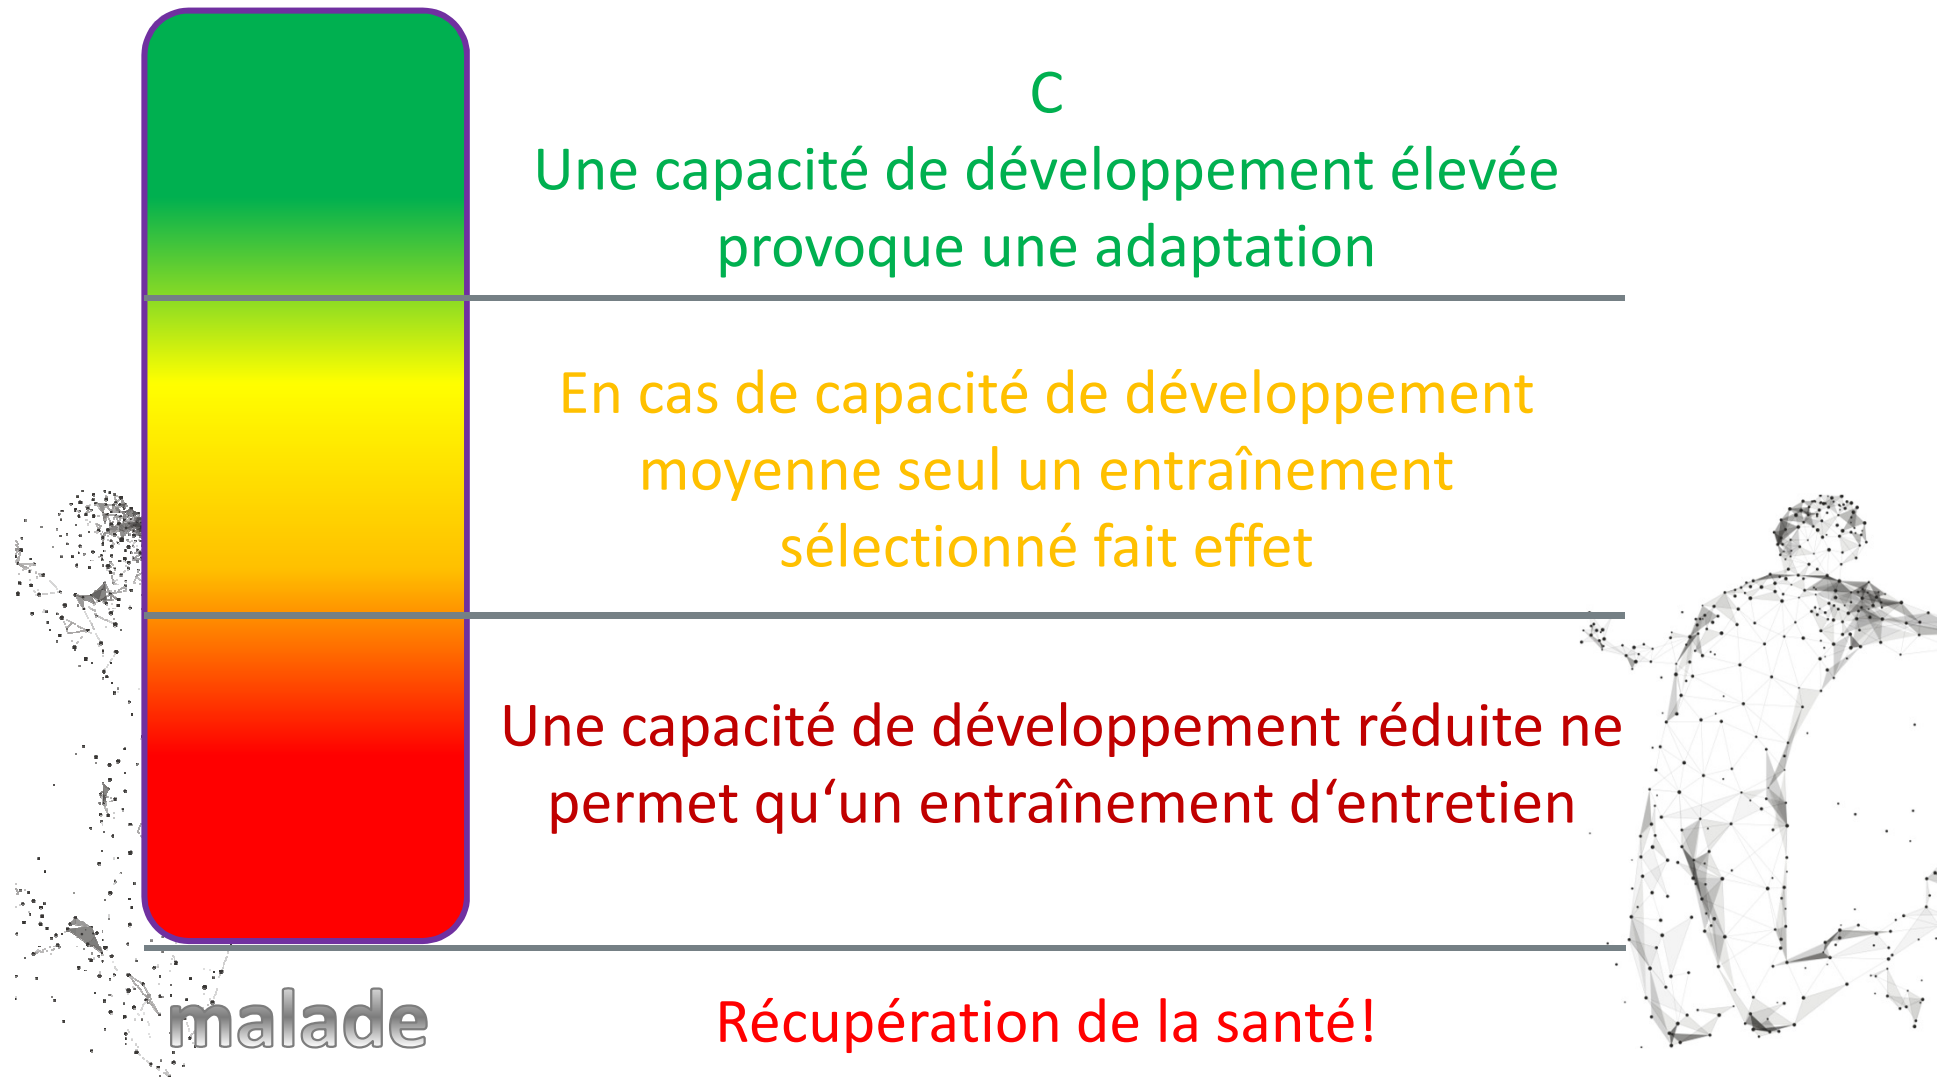 C
Une capacité de développement élevée
provoque une adaptation
En cas de capacité de développement
moyenne seul un entraînement
sélectionné fait effet
Une capacité de développement réduite ne
permet qu‘un entraînement d‘entretien
malade
Récupération de la santé!